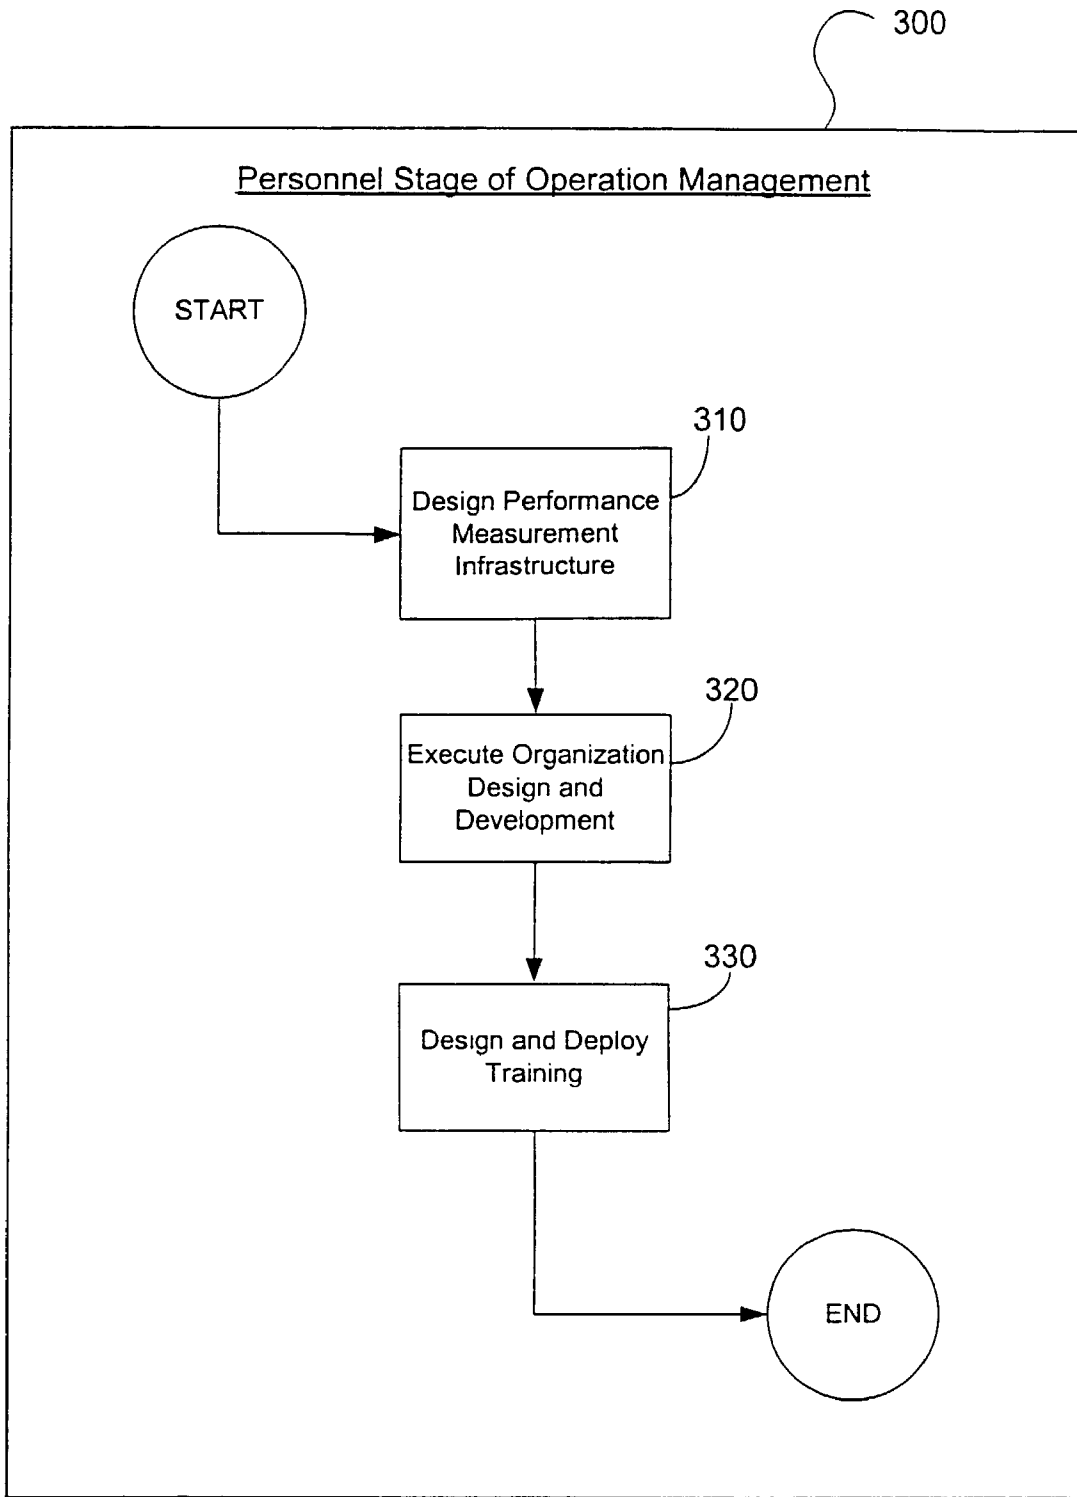 300
Personnel Stage of Operation Management
START
310
Design Performance
Measurement
Infrastructure
320
Execute Organization
Design and
Development
330
Design and Deploy
Training
END